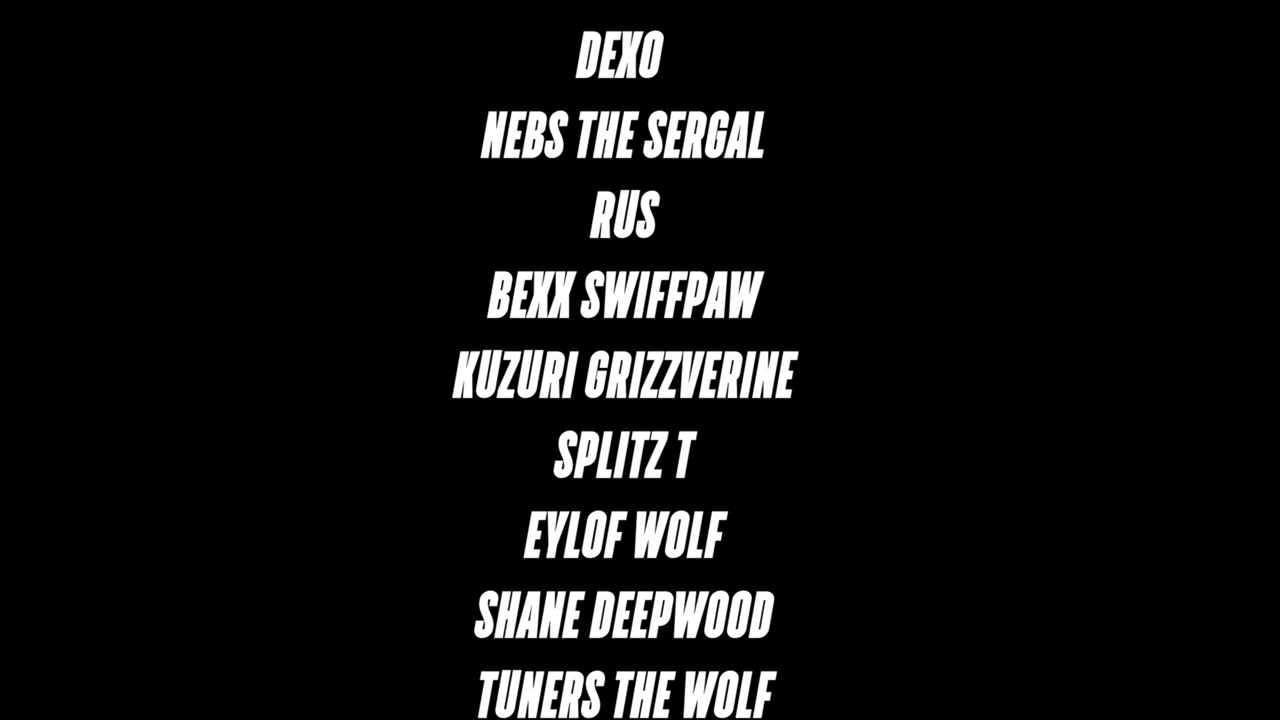 DEXO
NEBS THE SERGAL
RUS
BEXX SWIFFPAW
KUZURI GRIZZVERINE
SPLITZ T
EYLOF WOLF
SHANE DEEPWOOD
TUNERS THE WOLF